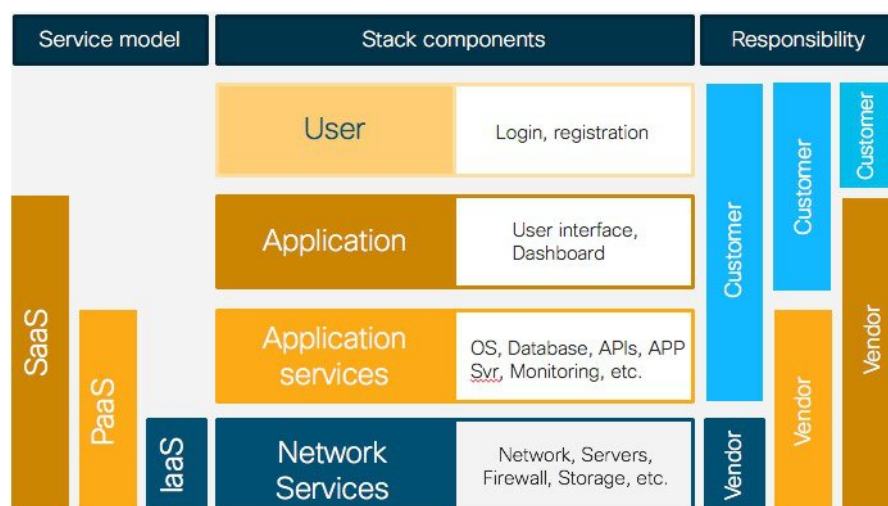 Service model
Stack components
Responsibility
User
Login, registration
Application
User interface,
Dashboard
Application
services
OS, Database, APIs, APP
Svr, Monitoring, etc.
Network
Services
Network, Servers,
Firewall, Storage, etc.
SaaS
PaaS
IaaS
Customer
Vendor
Customer
Vendor
Customer
Vendor